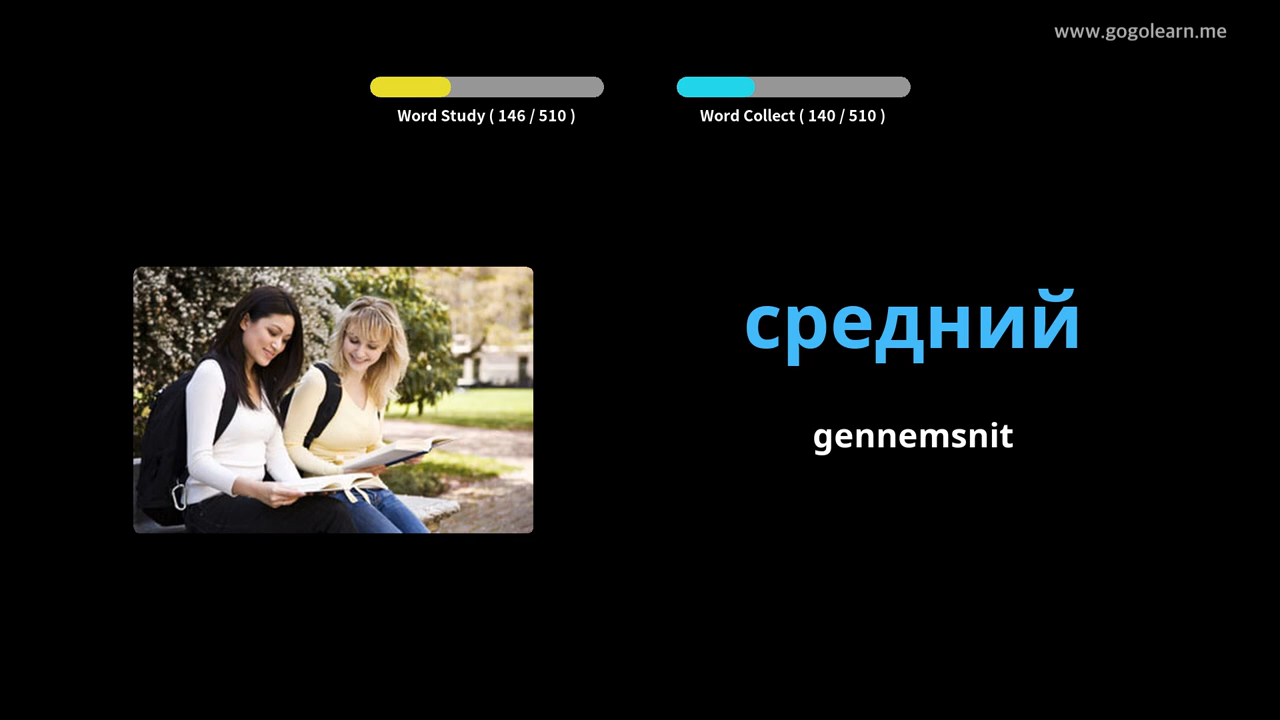 www.gogolearn.me
Word Study ( 146 / 510 )
Word Collect ( 140 / 510 )
средний
gennemsnit